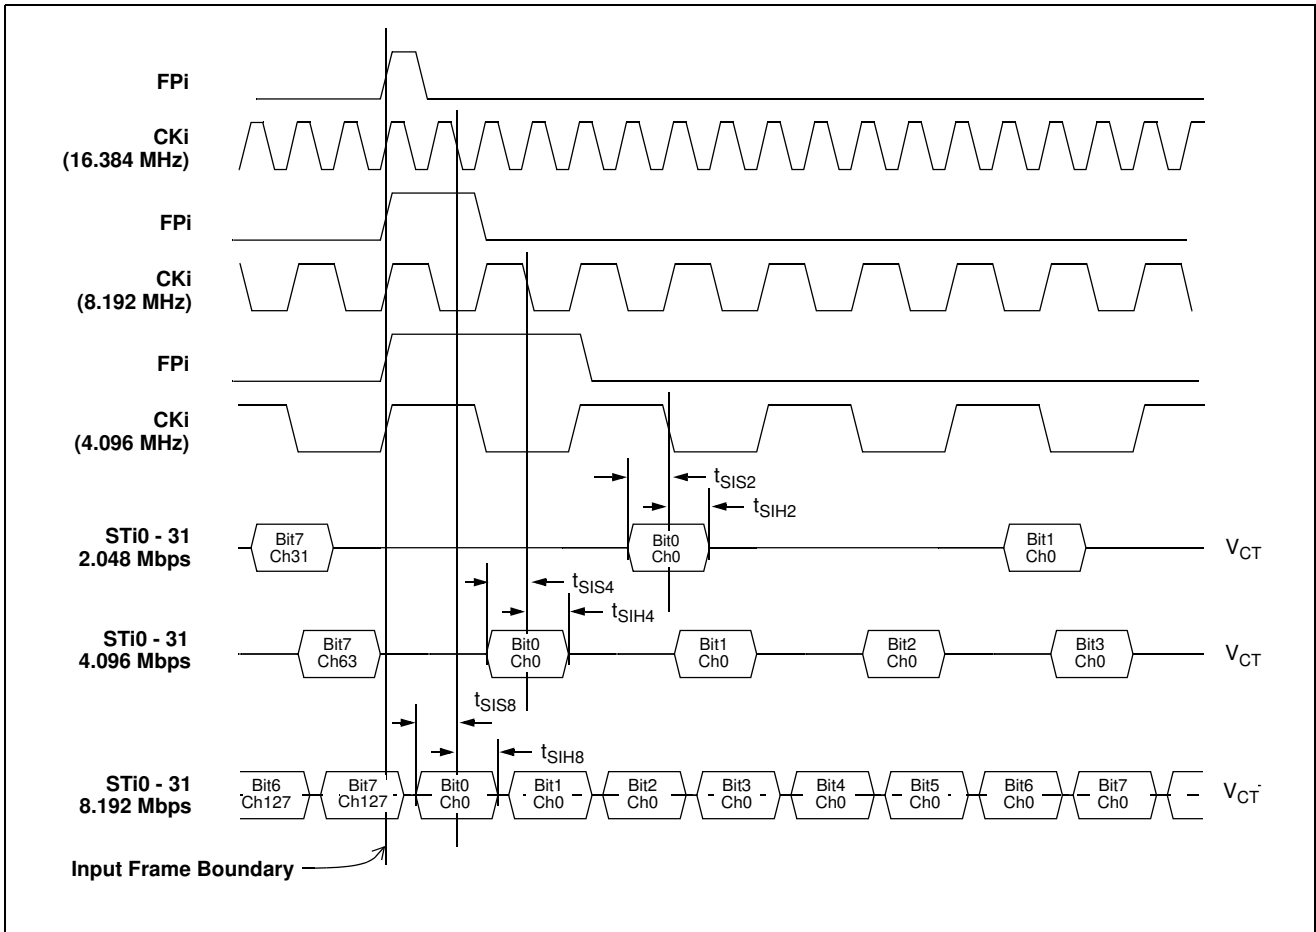 FPi
CKi
(16.384 MHz)
FPi
CKi
(8.192 MHz)
FPi
CKi
(4.096 MHz)
tSIS2
tSIH2
STi0 - 31
2.048 Mbps
Bit7
Ch31
Bit0
Ch0
Bit1
Ch0
VCT
tSIS4
tSIH4
STi0 - 31
4.096 Mbps
Bit7
Ch63
Bit0
Ch0
Bit1
Ch0
Bit2
Ch0
Bit3
Ch0
VCT
tSIS8
tSIH8
STi0 - 31
8.192 Mbps
Bit6
Ch127
Bit7
Ch127
Bit0
Ch0
Bit1
Ch0
Bit2
Ch0
Bit3
Ch0
Bit4
Ch0
Bit5
Ch0
Bit6
Ch0
Bit7
Ch0
VCT
Input Frame Boundary